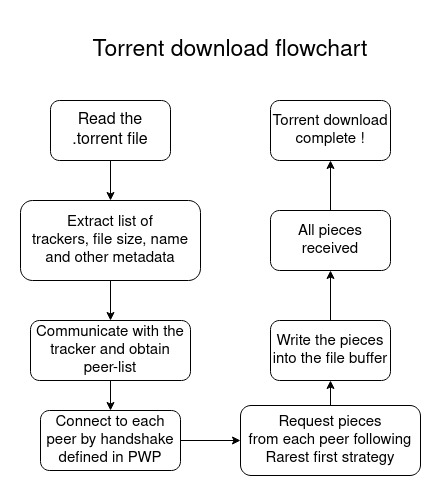 Torrent download flowchart
Read the
.torrent file
Extract list of
trackers, file size, name
and other metadata
Communicate with the
tracker and obtain
peer-list
Connect to each
peer by handshake
defined in PWP
Request pieces
from each peer following
Rarest first strategy
Write the pieces
into the file buffer
All pieces
received
Torrent download
complete !